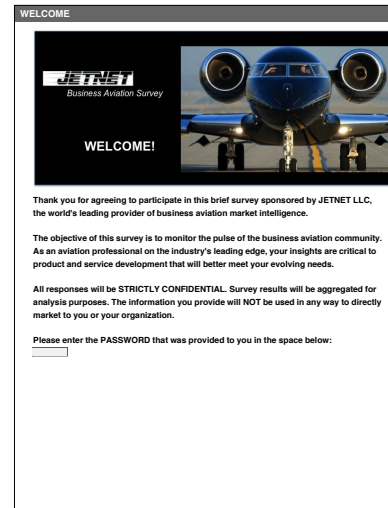 WELCOME
JETNET
Business Aviation Survey
WELCOME!
Thank you for agreeing to participate in this brief survey sponsored by JETNET LLC,
the world's leading provider of business aviation market intelligence.
The objective of this survey is to monitor the pulse of the business aviation community.
As an aviation professional on the industry's leading edge, your insights are critical to
product and service development that will better meet your evolving needs.
All responses will be STRICTLY CONFIDENTIAL. Survey results will be aggregated for
analysis purposes. The information you provide will NOT be used in any way to directly
market to you or your organization.
Please enter the PASSWORD that was provided to you in the space below: